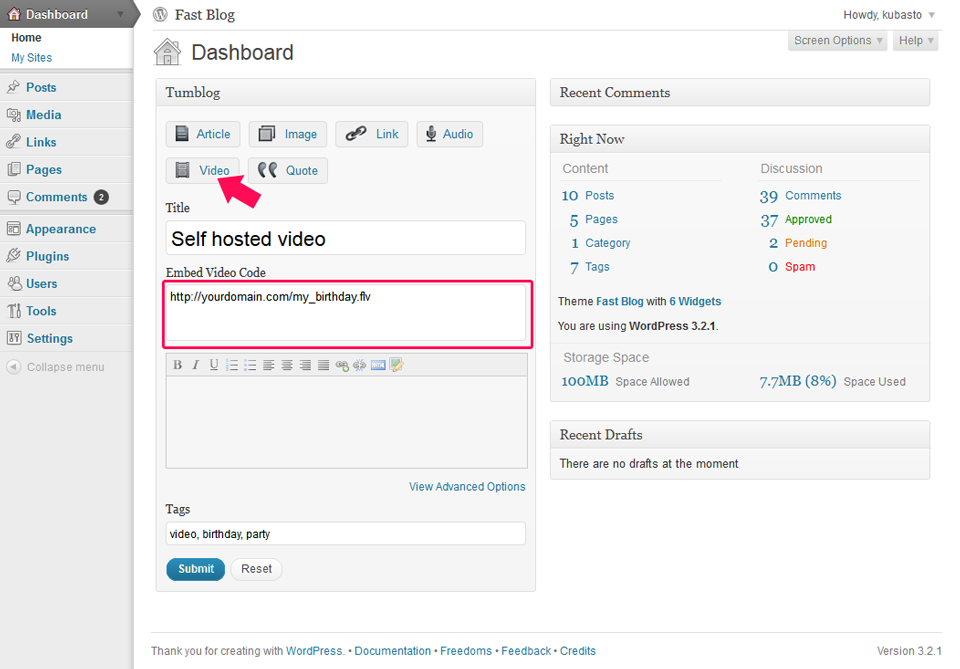 Dashboard
Home
My Sites
Posts
Media
Links
Pages
Comments 2
Appearance
Plugins
Users
Tools
Settings
Collapse menu
Fast Blog
Howdy, kubasto
Screen Options
Help
Dashboard
Tumblog
Article Image Link Audio
Video Quote
Title
Self hosted video
Embed Video Code
http://yourdomain.com/my_birthday.flv
B I U
View Advanced Options
Tags
video, birthday, party
Submit Reset
Recent Comments
Right Now
Content Discussion
10 Posts 39 Comments
5 Pages 37 Approved
1 Category 2 Pending
7 Tags 0 Spam
Theme Fast Blog with 6 Widgets
You are using WordPress 3.2.1.
Storage Space
100MB Space Allowed 7.7MB (8%) Space Used
Recent Drafts
There are no drafts at the moment
Thank you for creating with WordPress. • Documentation • Freedoms • Feedback • Credits
Version 3.2.1